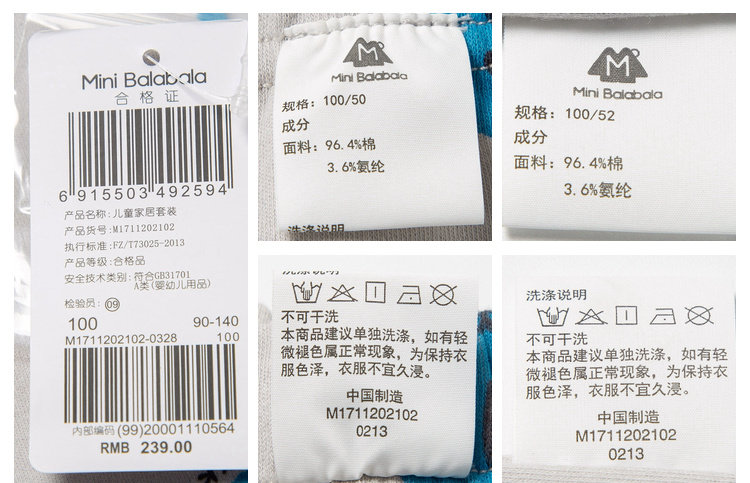 Mini Balabala
合格证
6 915503 492594
产品名称: 儿童家居套装
产品货号: M1711202102
执行标准: FZ/T73025-2013
产品等级: 合格品
安全技术类别: 符合GB31701
A类(婴幼儿用品)
检验员: 09
100 90-140
M1711202102-0328 100
内部编码 (99)20001110564
RMB 239.00
M
Mini Balabala
规格: 100/50
成分
面料: 96.4%棉
3.6%氨纶
洗涤说明
M
Mini Balabala
规格: 100/52
成分
面料: 96.4%棉
3.6%氨纶
洗涤说明
不可干洗
本商品建议单独洗涤，如有轻
微褪色属正常现象，为保持衣
服色泽，衣服不宜久浸。
中国制造
M1711202102
0213
洗涤说明
不可干洗
本商品建议单独洗涤，如有轻
微褪色属正常现象，为保持衣
服色泽，衣服不宜久浸。
中国制造
M1711202102
0213